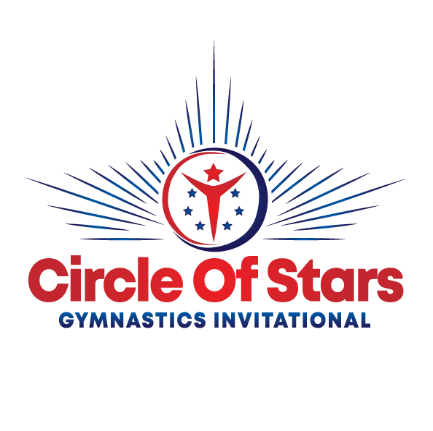 Circle Of Stars
GYMNASTICS INVITATIONAL